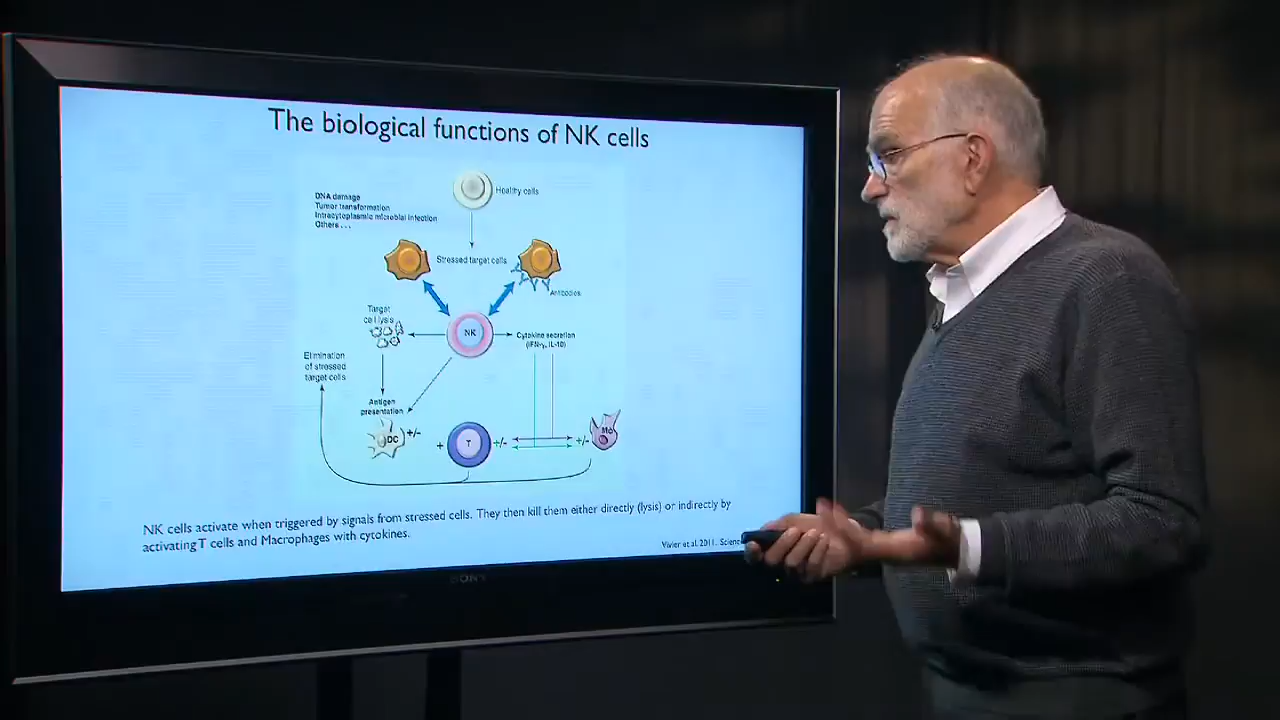 The biological functions of NK cells
Healthy cells
DNA damage
Tumor transformation
Intracytoplasmic microbial infection
Others . . .
Stressed target cells
Antibodies
Target
cell lysis
NK
Cytokine secretion
(IFN-γ, IL-10)
Elimination
of stressed
target cells
Antigen
presentation
DC
+/-
+
T
+/-
+/-
Mø
NK cells activate when triggered by signals from stressed cells. They then kill them either directly (lysis) or indirectly by
activating T cells and Macrophages with cytokines.
Vivier et al. 2011. Science
SONY